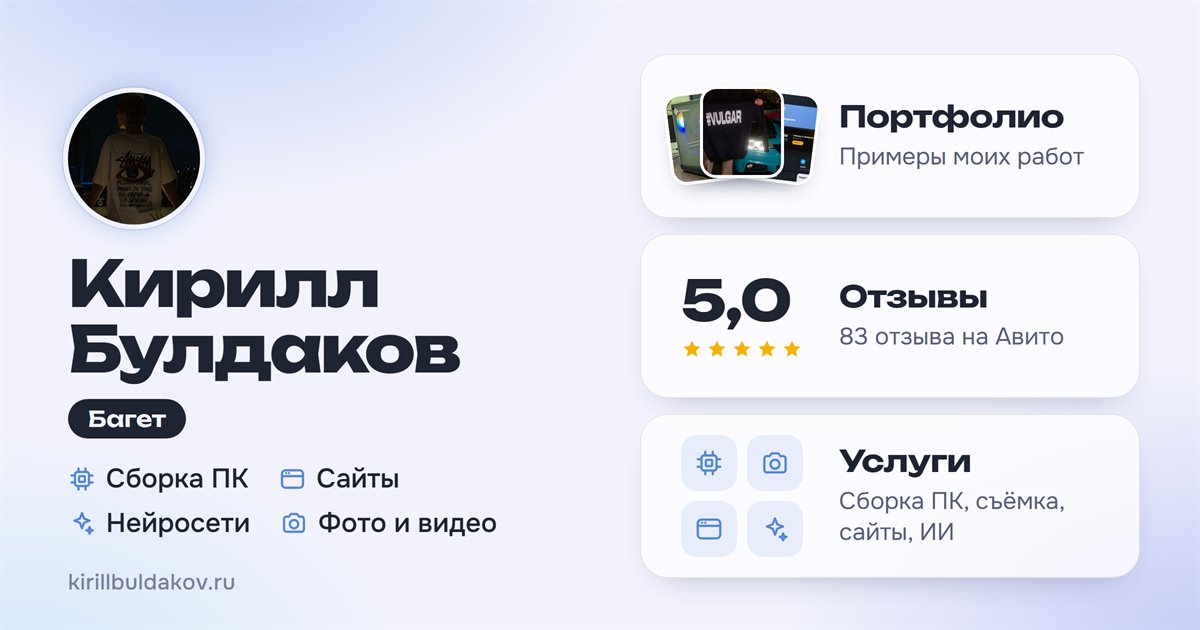 Кирилл
Булдаков
Багет
Сборка ПК
Сайты
Нейросети
Фото и видео
kirillbuldakov.ru
#VULGAR
Портфолио
Примеры моих работ
5,0
Отзывы
83 отзыва на Авито
Услуги
Сборка ПК, съёмка,
сайты, ИИ